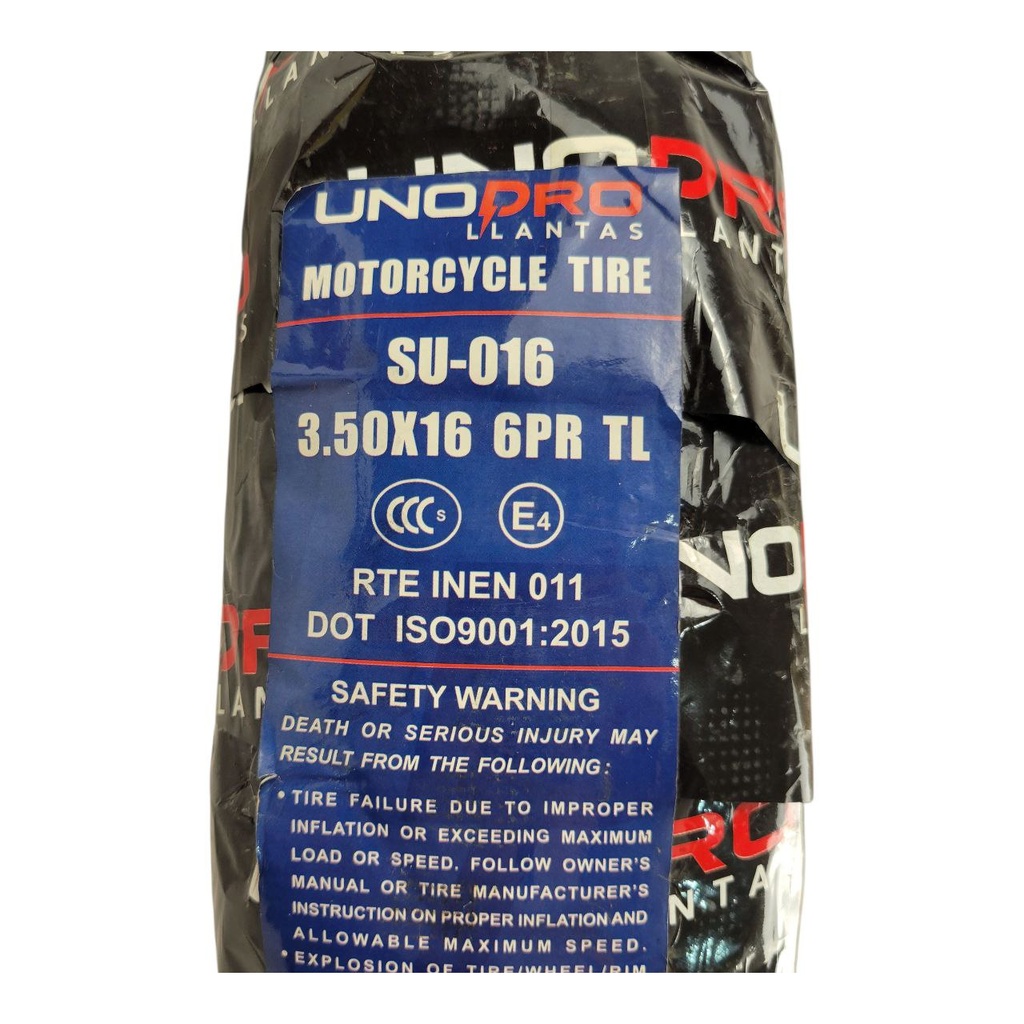 UNOPRO
LLANTAS
MOTORCYCLE TIRE
SU-016
3.50X16 6PR TL
CCC S E4
RTE INEN 011
DOT ISO9001:2015
SAFETY WARNING
DEATH OR SERIOUS INJURY MAY
RESULT FROM THE FOLLOWING:
• TIRE FAILURE DUE TO IMPROPER
INFLATION OR EXCEEDING MAXIMUM
LOAD OR SPEED. FOLLOW OWNER'S
MANUAL OR TIRE MANUFACTURER'S
INSTRUCTION ON PROPER INFLATION AND
ALLOWABLE MAXIMUM SPEED.
• EXPLOSION OF TIRE/WHEEL/RIM